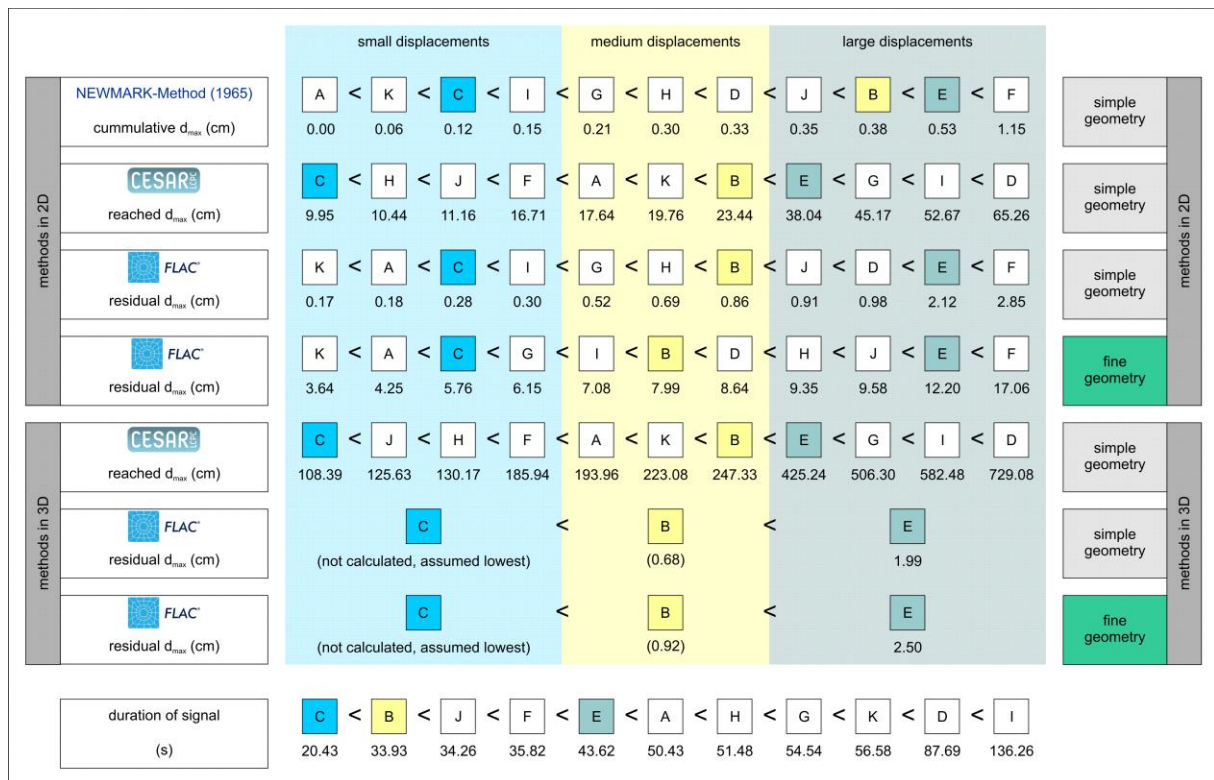 small displacements medium displacements large displacements
methods in 2D
NEWMARK-Method (1965)
cummulative dmax (cm)
A < K < C < I < G < H < D < J < B < E < F
0.00 0.06 0.12 0.15 0.21 0.30 0.33 0.35 0.38 0.53 1.15
simple
geometry
methods in 2D
CESAR LCPC
reached dmax (cm)
C < H < J < F < A < K < B < E < G < I < D
9.95 10.44 11.16 16.71 17.64 19.76 23.44 38.04 45.17 52.67 65.26
simple
geometry
FLAC
residual dmax (cm)
K < A < C < I < G < H < B < J < D < E < F
0.17 0.18 0.28 0.30 0.52 0.69 0.86 0.91 0.98 2.12 2.85
simple
geometry
FLAC
residual dmax (cm)
K < A < C < G < I < B < D < H < J < E < F
3.64 4.25 5.76 6.15 7.08 7.99 8.64 9.35 9.58 12.20 17.06
fine
geometry
methods in 3D
CESAR LCPC
reached dmax (cm)
C < J < H < F < A < K < B < E < G < I < D
108.39 125.63 130.17 185.94 193.96 223.08 247.33 425.24 506.30 582.48 729.08
simple
geometry
methods in 3D
FLAC
residual dmax (cm)
C < B < E
(not calculated, assumed lowest) (0.68) 1.99
simple
geometry
FLAC
residual dmax (cm)
C < B < E
(not calculated, assumed lowest) (0.92) 2.50
fine
geometry
duration of signal
(s)
C < B < J < F < E < A < H < G < K < D < I
20.43 33.93 34.26 35.82 43.62 50.43 51.48 54.54 56.58 87.69 136.26